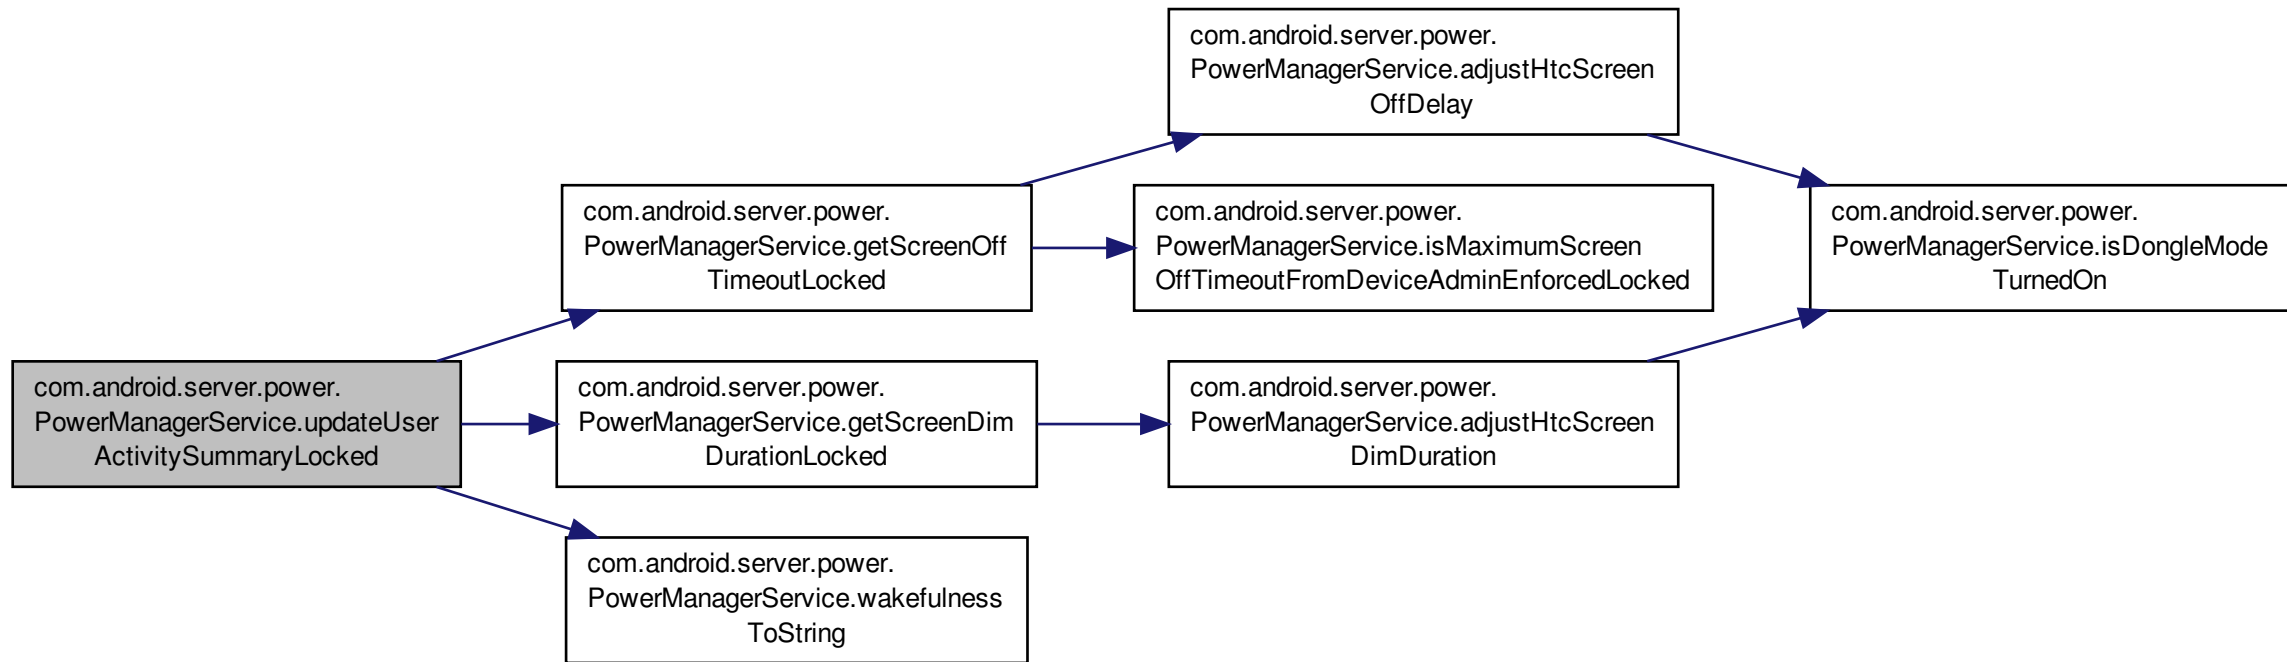 com.android.server.power.
PowerManagerService.adjustHtcScreen
OffDelay
com.android.server.power.
PowerManagerService.getScreenOff
TimeoutLocked
com.android.server.power.
PowerManagerService.isMaximumScreen
OffTimeoutFromDeviceAdminEnforcedLocked
com.android.server.power.
PowerManagerService.isDongleMode
TurnedOn
com.android.server.power.
PowerManagerService.updateUser
ActivitySummaryLocked
com.android.server.power.
PowerManagerService.getScreenDim
DurationLocked
com.android.server.power.
PowerManagerService.adjustHtcScreen
DimDuration
com.android.server.power.
PowerManagerService.wakefulness
ToString